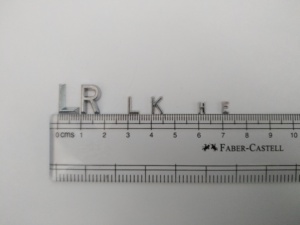 LR LK HE
0 cms 1 2 3 4 5 6 7 8 9 10
FABER-CASTELL